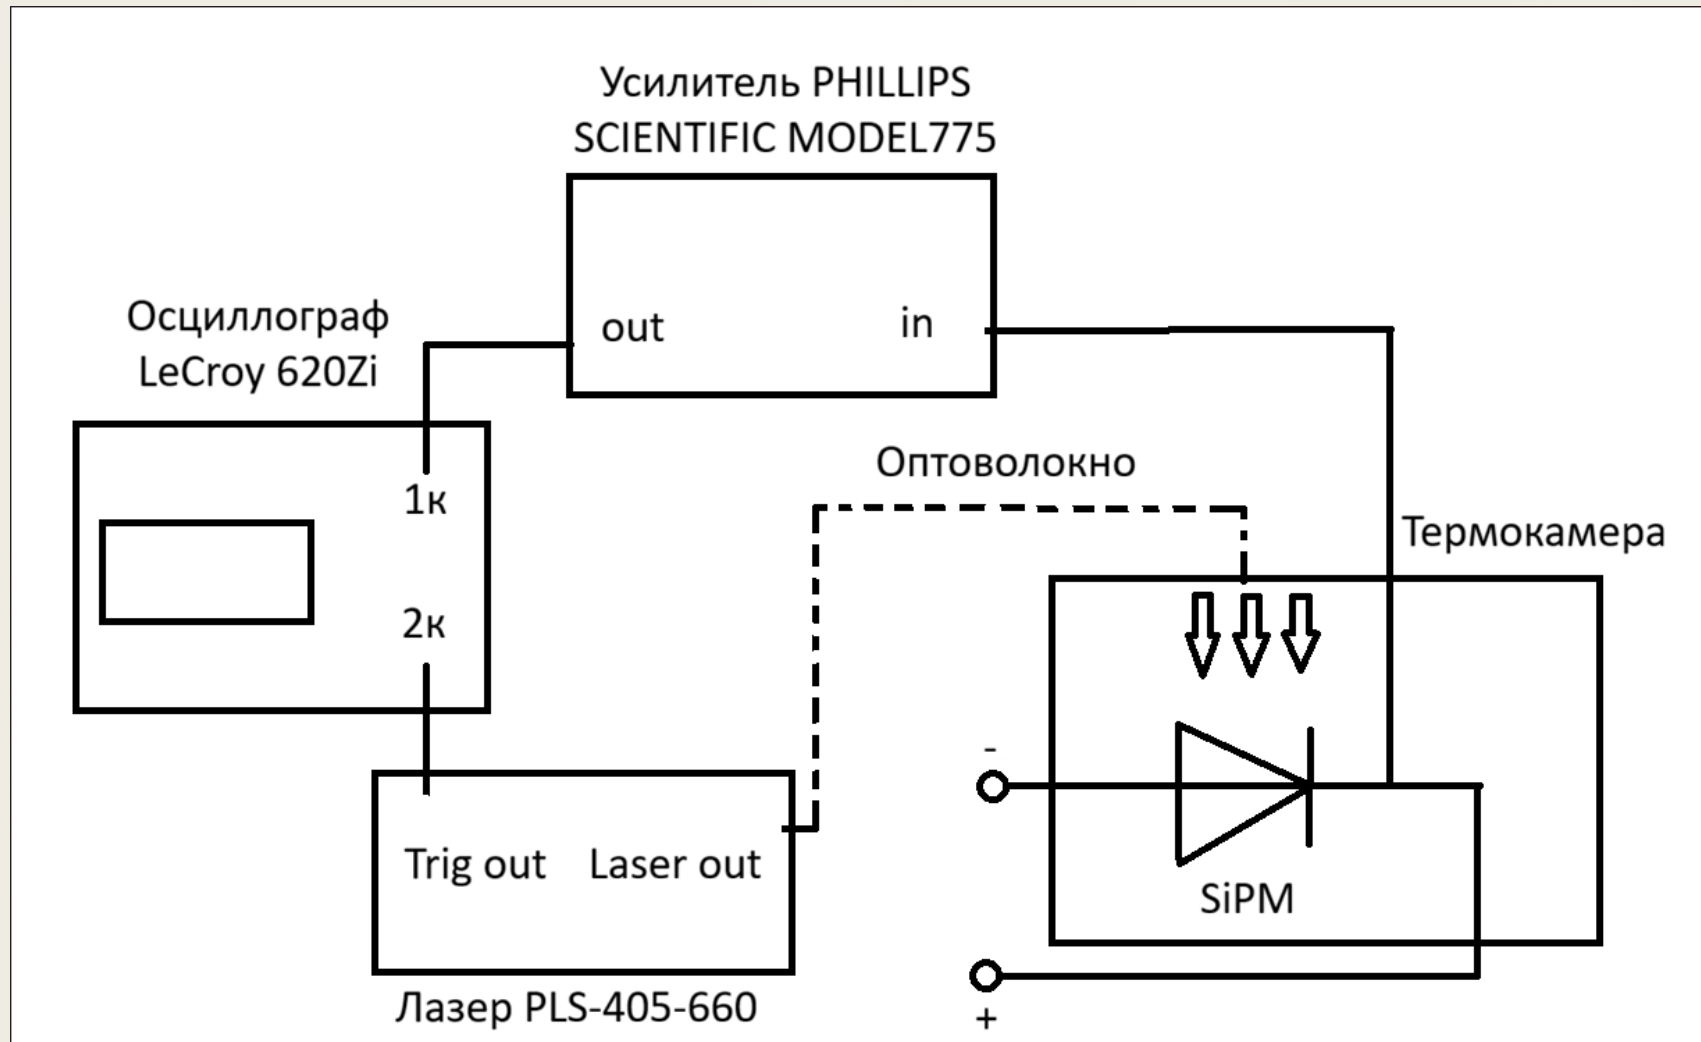 Усилитель PHILLIPS
SCIENTIFIC MODEL775
out
in
Осциллограф
LeCroy 620Zi
1к
2к
Оптоволокно
Термокамера
-
SiPM
+
Trig out
Laser out
Лазер PLS-405-660